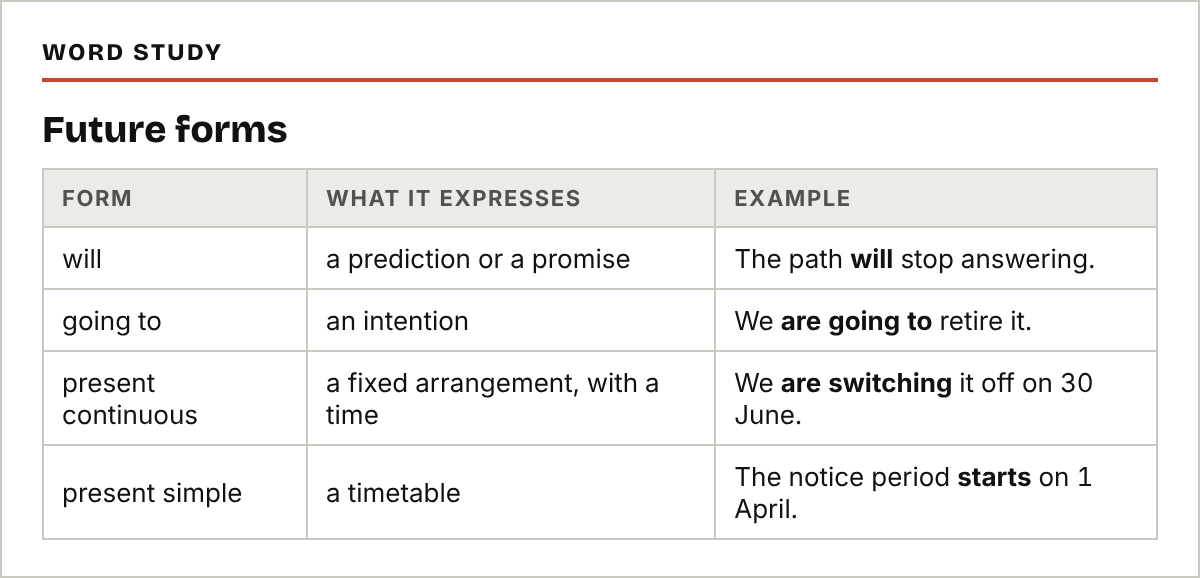 WORD STUDY
Future forms
FORM WHAT IT EXPRESSES EXAMPLE
will a prediction or a promise The path will stop answering.
going to an intention We are going to retire it.
present continuous a fixed arrangement, with a time We are switching it off on 30 June.
present simple a timetable The notice period starts on 1 April.